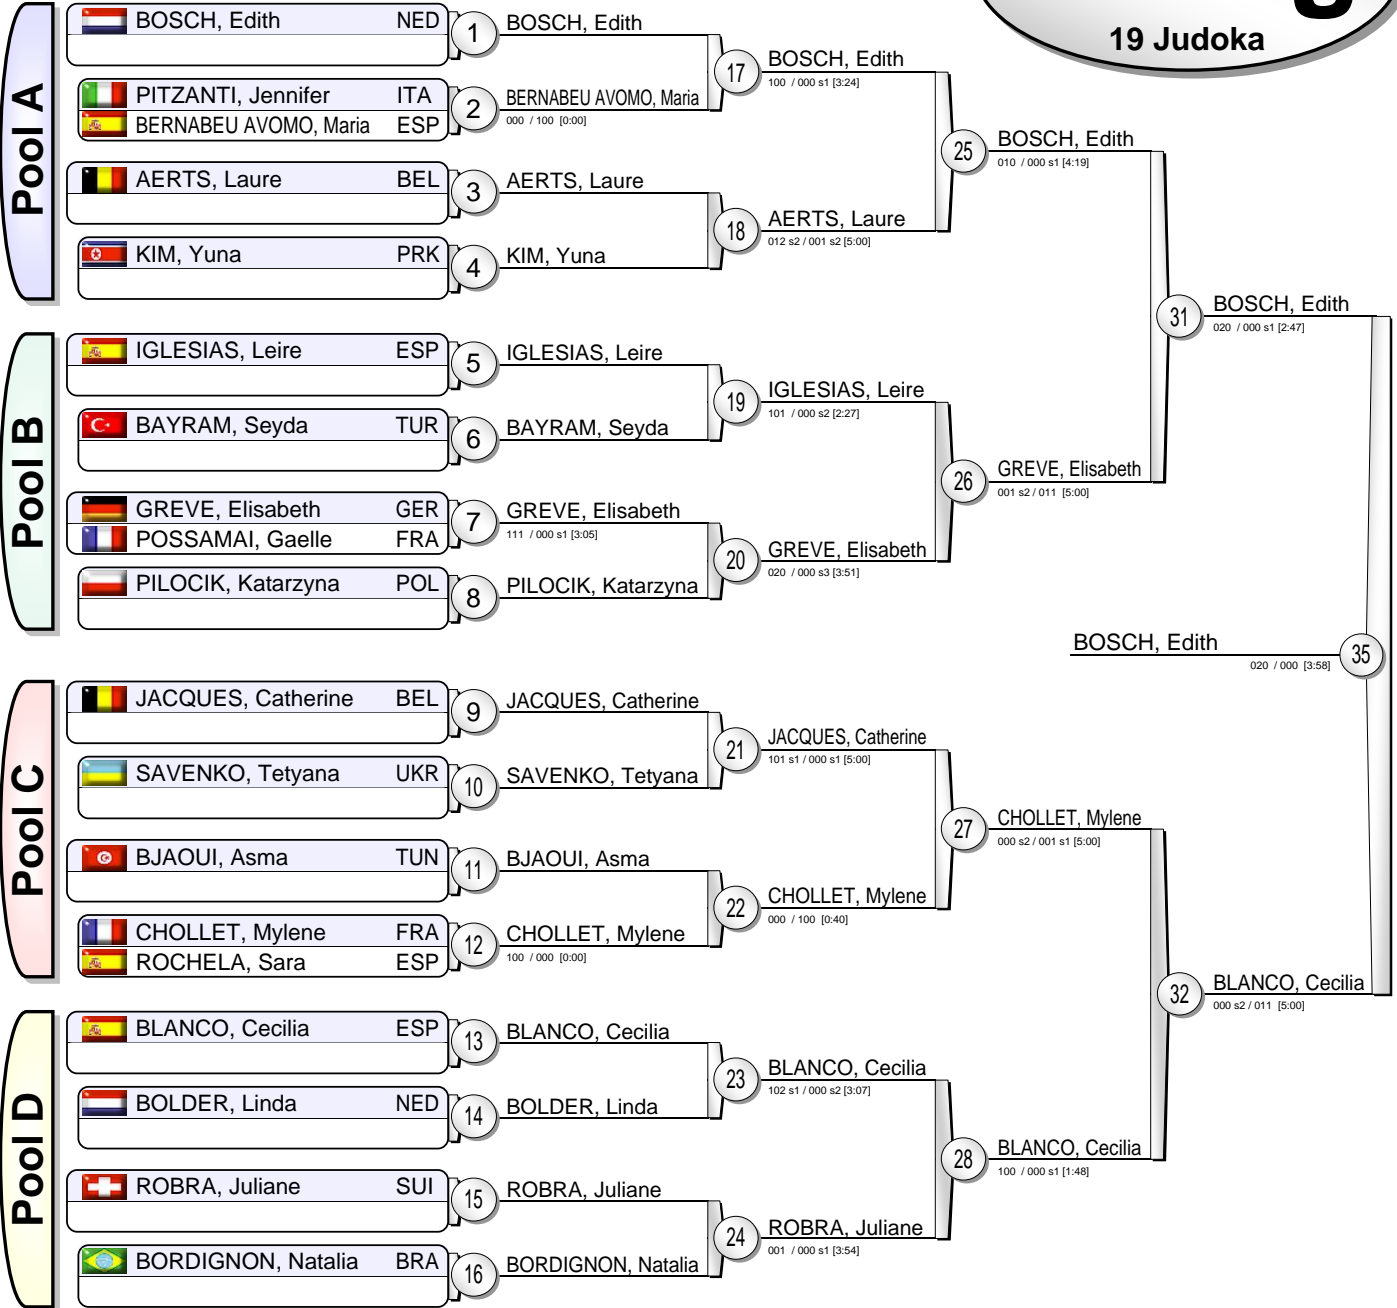 19 Judoka
Pool A
BOSCH, Edith NED
1
BOSCH, Edith
PITZANTI, Jennifer ITA
BERNABEU AVOMO, Maria ESP
2
BERNABEU AVOMO, Maria
000 / 100 [0:00]
17
BOSCH, Edith
100 / 000 s1 [3:24]
AERTS, Laure BEL
3
AERTS, Laure
KIM, Yuna PRK
4
KIM, Yuna
18
AERTS, Laure
012 s2 / 001 s2 [5:00]
25
BOSCH, Edith
010 / 000 s1 [4:19]
Pool B
IGLESIAS, Leire ESP
5
IGLESIAS, Leire
BAYRAM, Seyda TUR
6
BAYRAM, Seyda
19
IGLESIAS, Leire
101 / 000 s2 [2:27]
GREVE, Elisabeth GER
POSSAMAI, Gaelle FRA
7
GREVE, Elisabeth
111 / 000 s1 [3:05]
PILOCIK, Katarzyna POL
8
PILOCIK, Katarzyna
20
GREVE, Elisabeth
020 / 000 s3 [3:51]
26
GREVE, Elisabeth
001 s2 / 011 [5:00]
31
BOSCH, Edith
020 / 000 s1 [2:47]
BOSCH, Edith
020 / 000 [3:58]
35
Pool C
JACQUES, Catherine BEL
9
JACQUES, Catherine
SAVENKO, Tetyana UKR
10
SAVENKO, Tetyana
21
JACQUES, Catherine
101 s1 / 000 s1 [5:00]
BJAOUI, Asma TUN
11
BJAOUI, Asma
CHOLLET, Mylene FRA
ROCHELA, Sara ESP
12
CHOLLET, Mylene
100 / 000 [0:00]
22
CHOLLET, Mylene
000 / 100 [0:40]
27
CHOLLET, Mylene
000 s2 / 001 s1 [5:00]
Pool D
BLANCO, Cecilia ESP
13
BLANCO, Cecilia
BOLDER, Linda NED
14
BOLDER, Linda
23
BLANCO, Cecilia
102 s1 / 000 s2 [3:07]
ROBRA, Juliane SUI
15
ROBRA, Juliane
BORDIGNON, Natalia BRA
16
BORDIGNON, Natalia
24
ROBRA, Juliane
001 / 000 s1 [3:54]
28
BLANCO, Cecilia
100 / 000 s1 [1:48]
32
BLANCO, Cecilia
000 s2 / 011 [5:00]